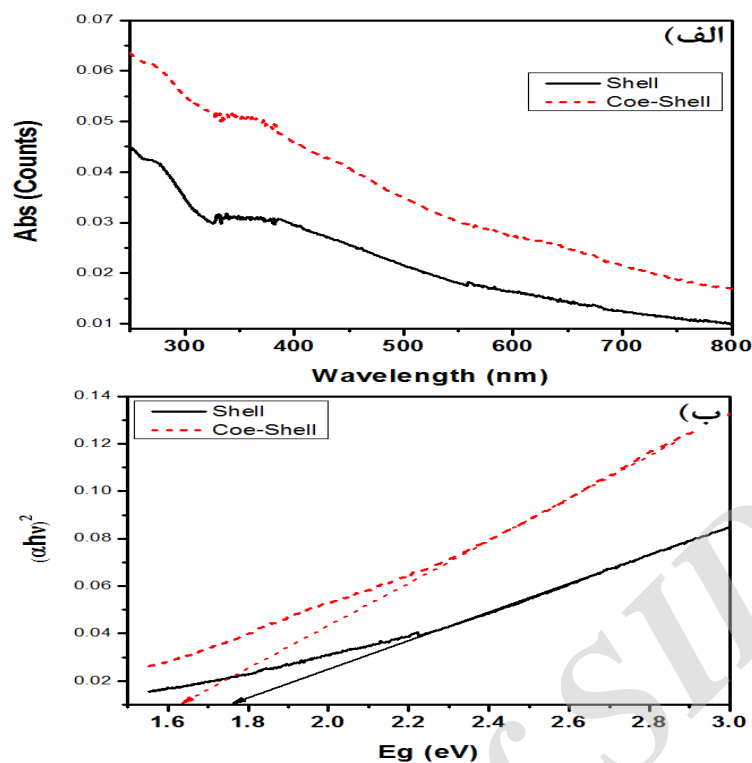 الف)
0.07
0.06
0.05
0.04
0.03
0.02
0.01
Abs (Counts)
Shell
Coe-Shell
300 400 500 600 700 800
Wavelength (nm)
ب)
0.14
0.12
0.10
0.08
0.06
0.04
0.02
(αhν)²
Shell
Coe-Shell
1.6 1.8 2.0 2.2 2.4 2.6 2.8 3.0
Eg (eV)
SID